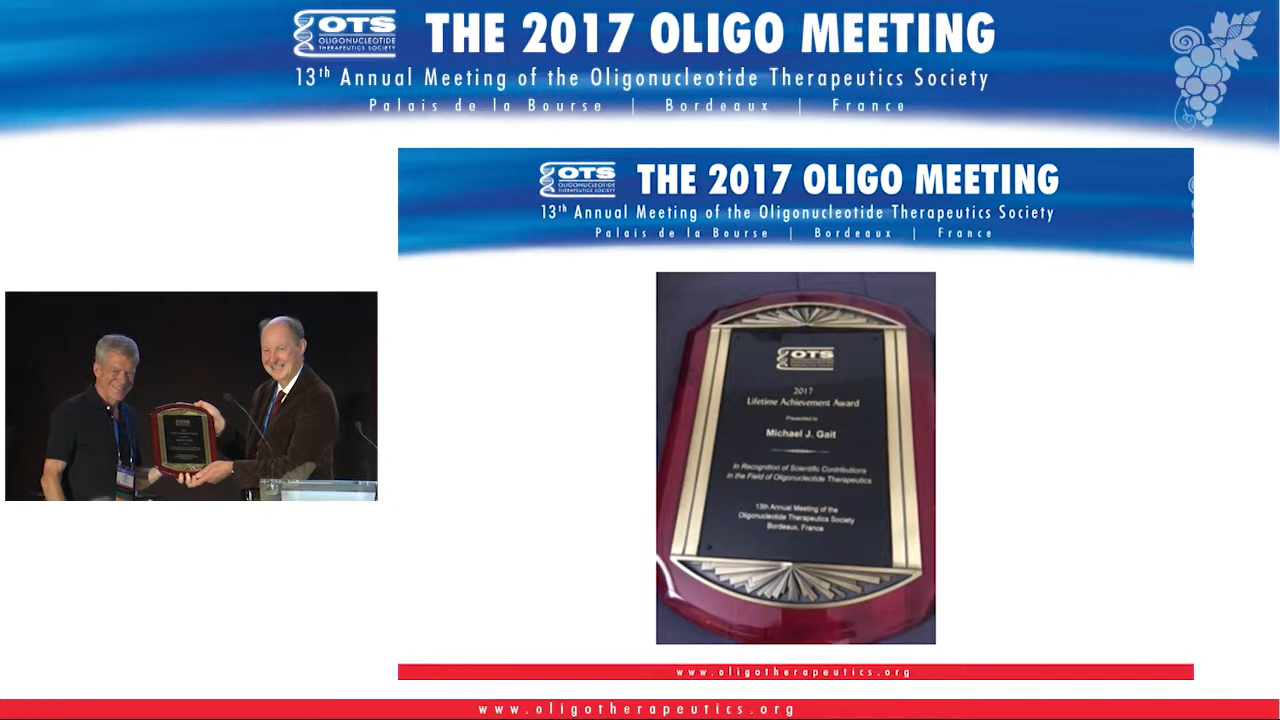 OTS
OLIGONUCLEOTIDE
THERAPEUTICS SOCIETY
THE 2017 OLIGO MEETING
13th Annual Meeting of the Oligonucleotide Therapeutics Society
Palais de la Bourse | Bordeaux | France
OTS
OLIGONUCLEOTIDE
THERAPEUTICS SOCIETY
THE 2017 OLIGO MEETING
13th Annual Meeting of the Oligonucleotide Therapeutics Society
Palais de la Bourse | Bordeaux | France
OTS
2017
Lifetime Achievement Award
Presented to
Michael J. Gait
In Recognition of Scientific Contributions
in the Field of Oligonucleotide Therapeutics
13th Annual Meeting of the
Oligonucleotide Therapeutics Society
Bordeaux, France
www.oligotherapeutics.org
www.oligotherapeutics.org